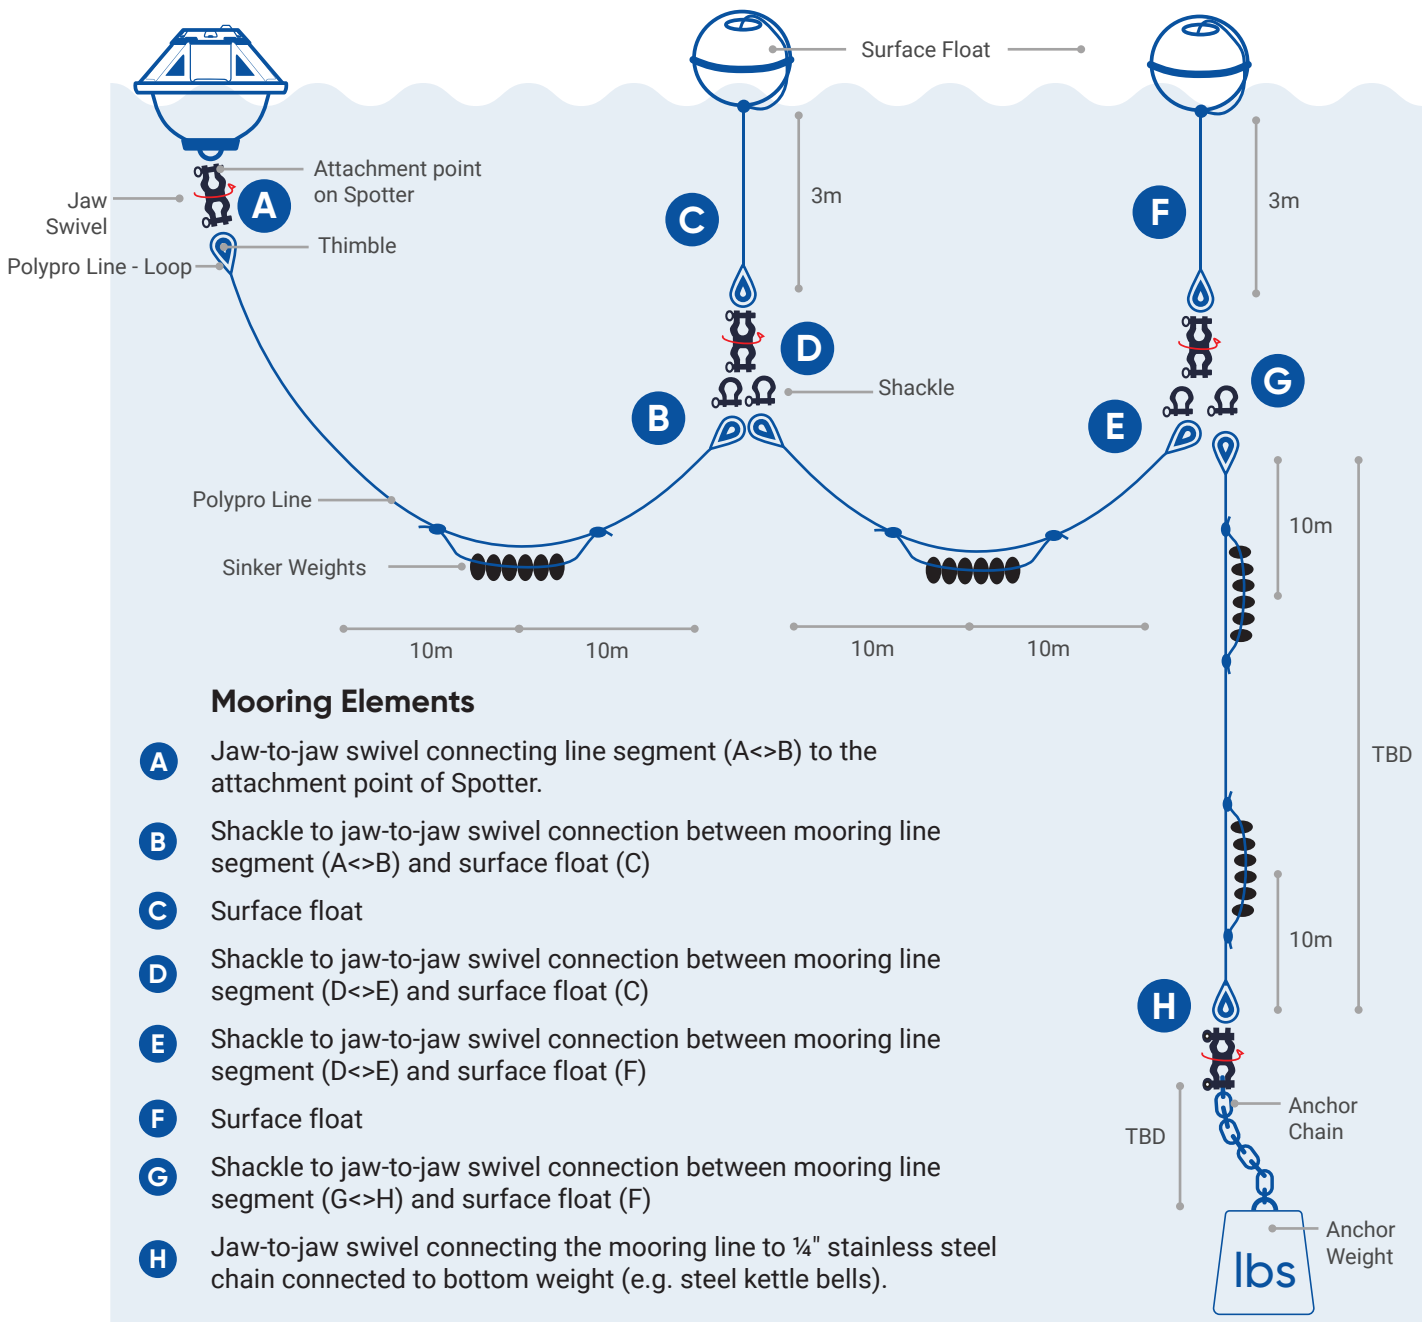 Surface Float
Attachment point
on Spotter
Jaw
Swivel
A
Thimble
Polypro Line - Loop
C
3m
F
3m
D
Shackle
B
G
E
Polypro Line
10m
Sinker Weights
10m
10m
10m
10m
TBD
10m
H
Anchor
Chain
TBD
Anchor
Weight
lbs
Mooring Elements
A
Jaw-to-jaw swivel connecting line segment (A<>B) to the
attachment point of Spotter.
B
Shackle to jaw-to-jaw swivel connection between mooring line
segment (A<>B) and surface float (C)
C
Surface float
D
Shackle to jaw-to-jaw swivel connection between mooring line
segment (D<>E) and surface float (C)
E
Shackle to jaw-to-jaw swivel connection between mooring line
segment (D<>E) and surface float (F)
F
Surface float
G
Shackle to jaw-to-jaw swivel connection between mooring line
segment (G<>H) and surface float (F)
H
Jaw-to-jaw swivel connecting the mooring line to ¼" stainless steel
chain connected to bottom weight (e.g. steel kettle bells).